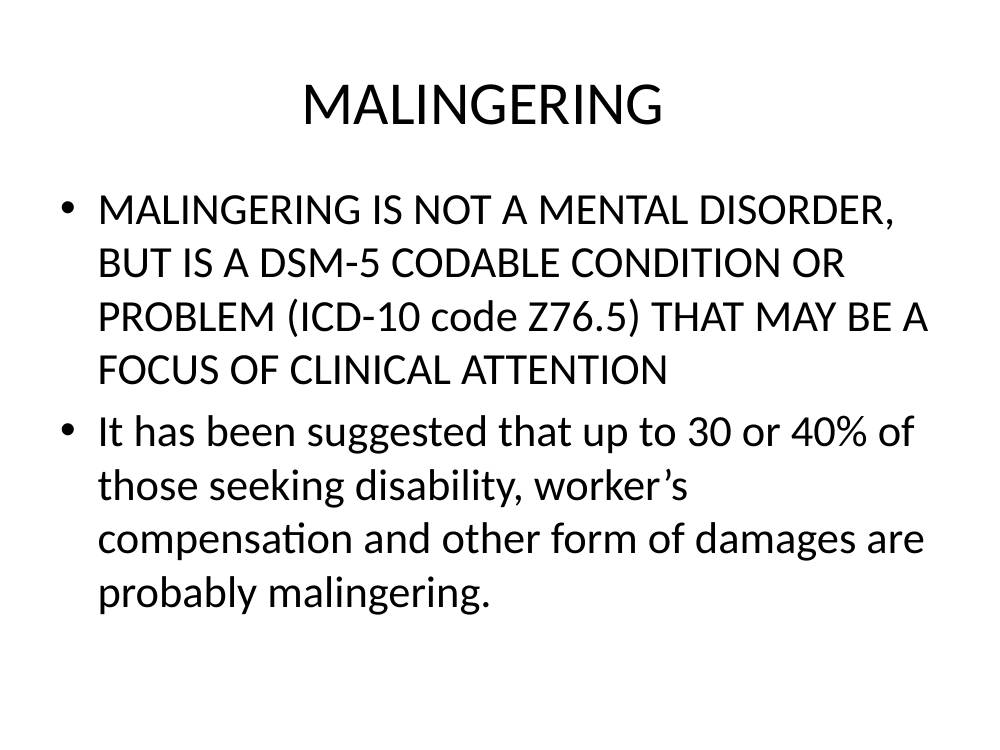 MALINGERING
• MALINGERING IS NOT A MENTAL DISORDER,
BUT IS A DSM-5 CODABLE CONDITION OR
PROBLEM (ICD-10 code Z76.5) THAT MAY BE A
FOCUS OF CLINICAL ATTENTION
• It has been suggested that up to 30 or 40% of
those seeking disability, worker’s
compensation and other form of damages are
probably malingering.